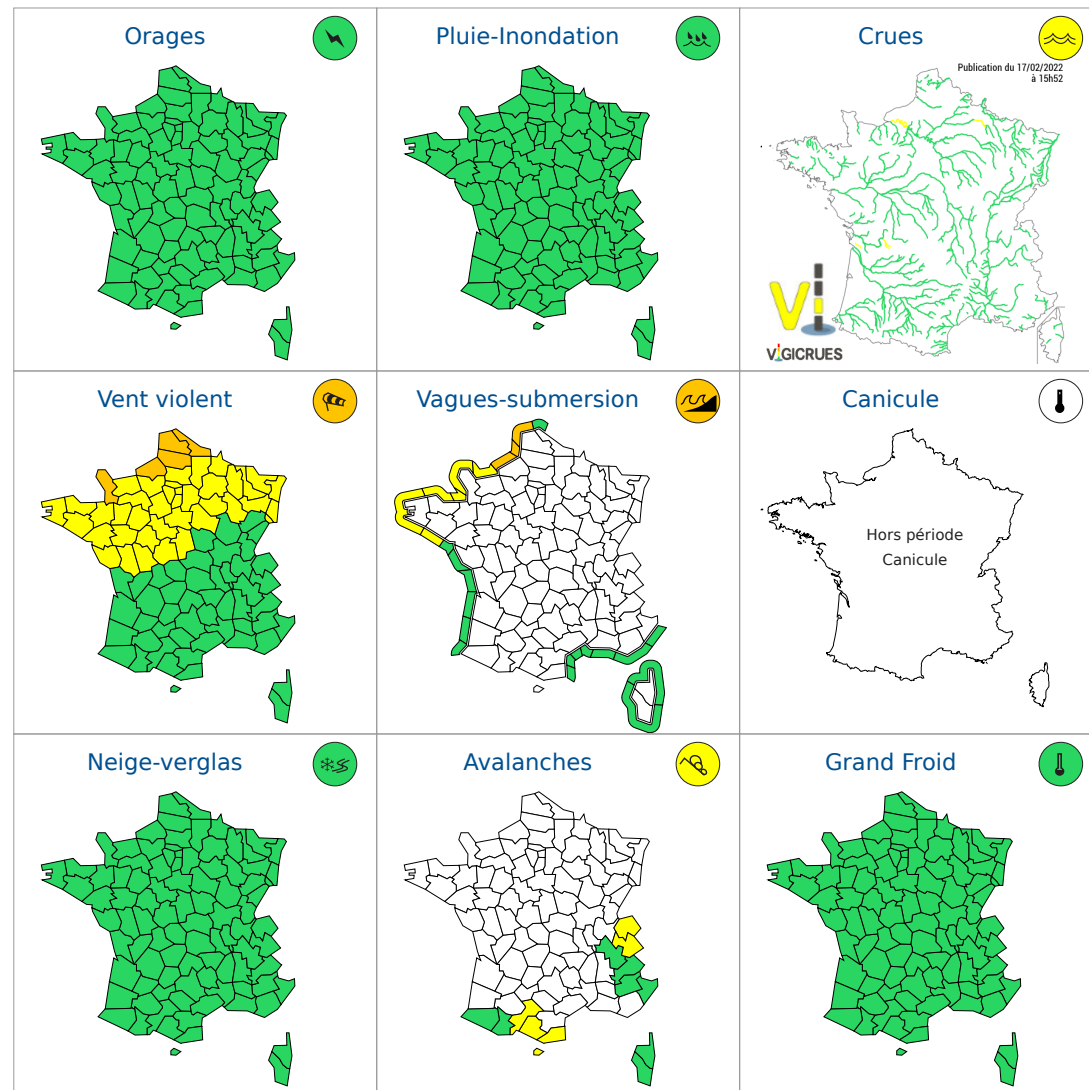 Orages
Pluie-Inondation
Crues
Publication du 17/02/2022
à 15h52
Vi
VIGICRUES
Vent violent
Vagues-submersion
Canicule
Hors période
Canicule
Neige-verglas
Avalanches
Grand Froid